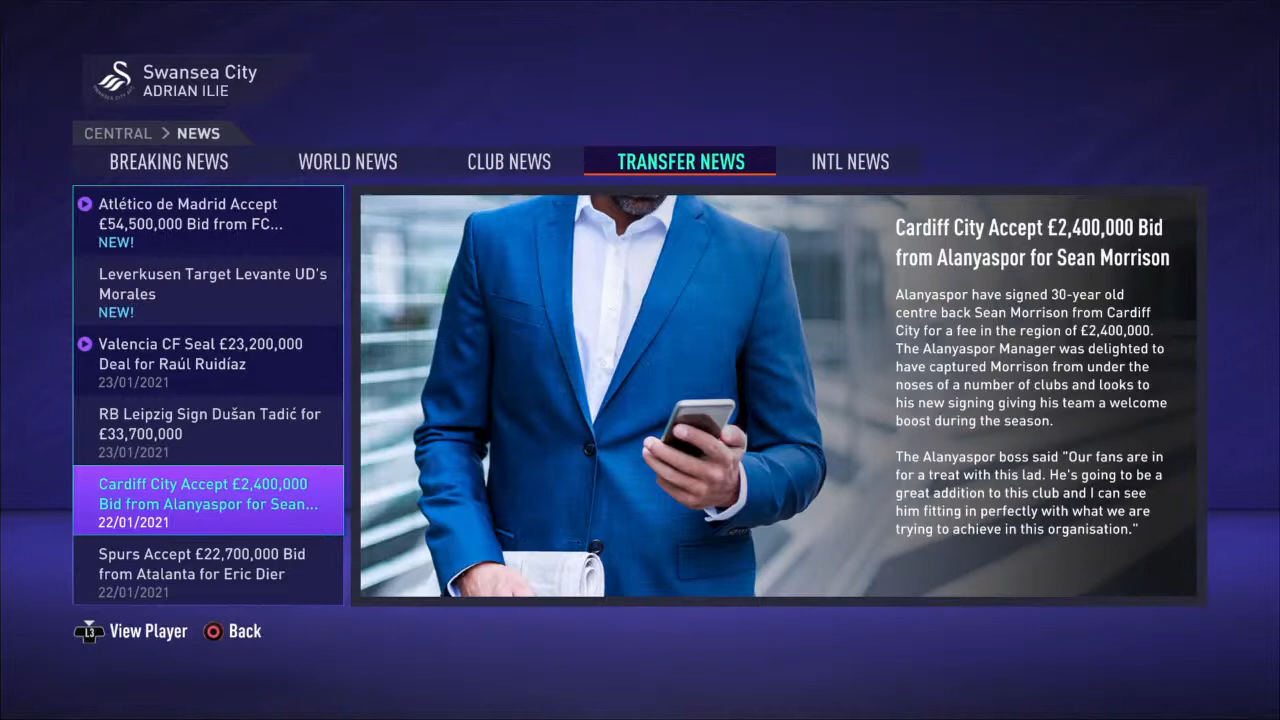 Swansea City
ADRIAN ILIE
CENTRAL > NEWS
BREAKING NEWS
WORLD NEWS
CLUB NEWS
TRANSFER NEWS
INTL NEWS
Atlético de Madrid Accept
£54,500,000 Bid from FC...
NEW!
Leverkusen Target Levante UD's
Morales
NEW!
Valencia CF Seal £23,200,000
Deal for Raúl Ruidíaz
23/01/2021
RB Leipzig Sign Dušan Tadić for
£33,700,000
23/01/2021
Cardiff City Accept £2,400,000
Bid from Alanyaspor for Sean...
22/01/2021
Spurs Accept £22,700,000 Bid
from Atalanta for Eric Dier
22/01/2021
Cardiff City Accept £2,400,000 Bid
from Alanyaspor for Sean Morrison
Alanyaspor have signed 30-year old
centre back Sean Morrison from Cardiff
City for a fee in the region of £2,400,000.
The Alanyaspor Manager was delighted to
have captured Morrison from under the
noses of a number of clubs and looks to
his new signing giving his team a welcome
boost during the season.
The Alanyaspor boss said "Our fans are in
for a treat with this lad. He's going to be a
great addition to this club and I can see
him fitting in perfectly with what we are
trying to achieve in this organisation."
L3 View Player
Back